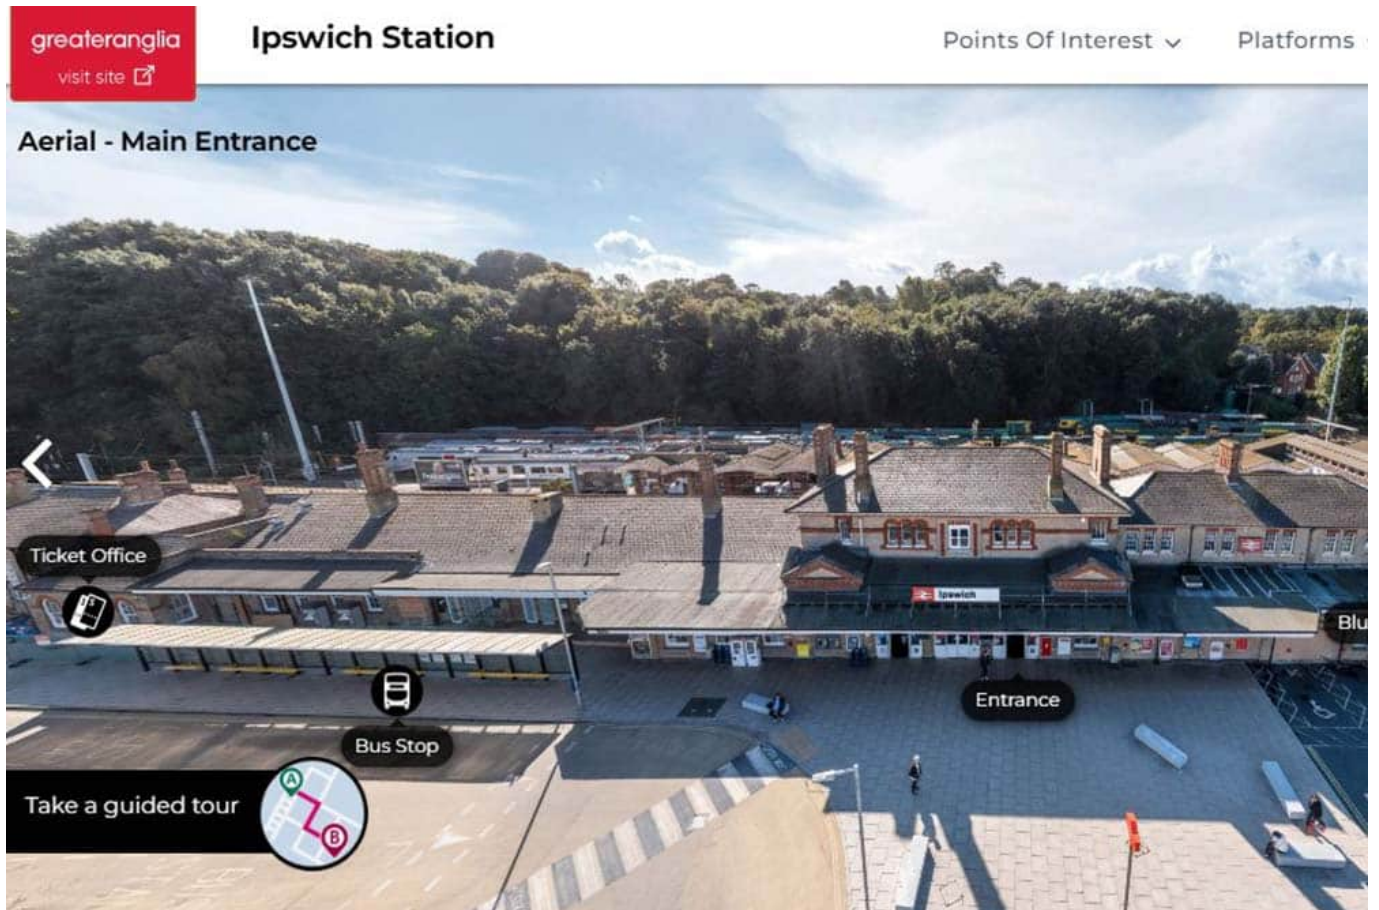 greateranglia
visit site
Ipswich Station
Points Of Interest
Platforms
Aerial - Main Entrance
Ticket Office
Ipswich
Blu
Entrance
Bus Stop
Take a guided tour
A
B